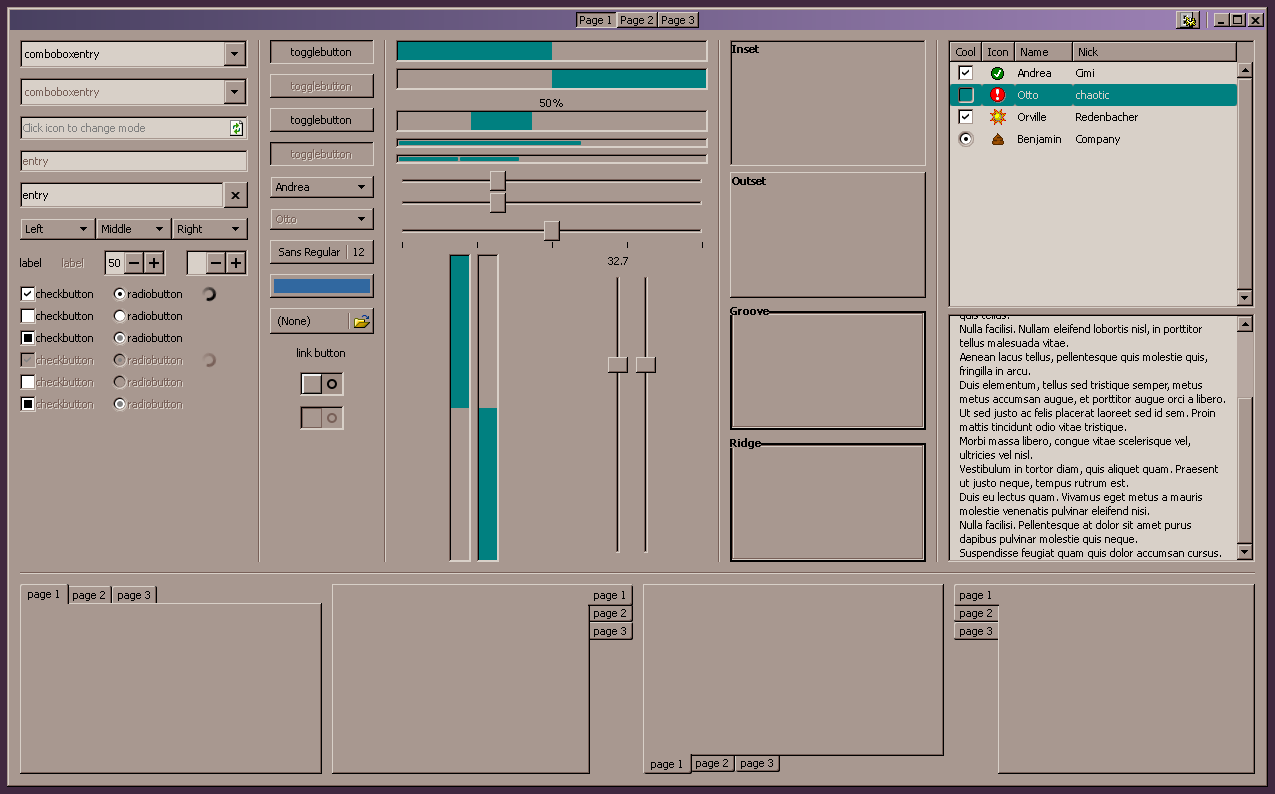 Page 1 Page 2 Page 3
comboboxentry
comboboxentry
Click icon to change mode
entry
entry
Left Middle Right
label label 50
checkbutton radiobutton
checkbutton radiobutton
checkbutton radiobutton
checkbutton radiobutton
checkbutton radiobutton
checkbutton radiobutton
togglebutton
togglebutton
togglebutton
togglebutton
Andrea
Otto
Sans Regular 12
(None)
link button
50%
32.7
Inset
Outset
Groove
Ridge
Cool Icon Name Nick
Andrea Cimi
Otto chaotic
Orville Redenbacher
Benjamin Company
quis tellus.
Nulla facilisi. Nullam eleifend lobortis nisl, in porttitor
tellus malesuada vitae.
Aenean lacus tellus, pellentesque quis molestie quis,
fringilla in arcu.
Duis elementum, tellus sed tristique semper, metus
metus accumsan augue, et porttitor augue orci a libero.
Ut sed justo ac felis placerat laoreet sed id sem. Proin
mattis tincidunt odio vitae tristique.
Morbi massa libero, congue vitae scelerisque vel,
ultricies vel nisl.
Vestibulum in tortor diam, quis aliquet quam. Praesent
ut justo neque, tempus rutrum est.
Duis eu lectus quam. Vivamus eget metus a mauris
molestie venenatis pulvinar eleifend nisi.
Nulla facilisi. Pellentesque at dolor sit amet purus
dapibus pulvinar molestie quis neque.
Suspendisse feugiat quam quis dolor accumsan cursus.
page 1 page 2 page 3
page 1
page 2
page 3
page 1 page 2 page 3
page 1
page 2
page 3